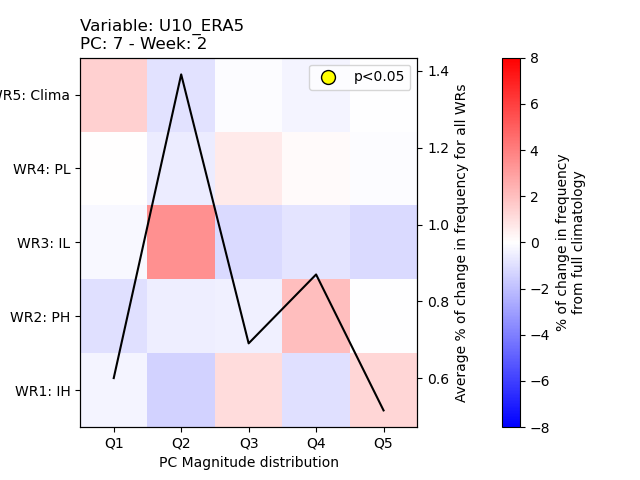 Variable: U10_ERA5
PC: 7 - Week: 2
p<0.05
WR5: Clima
WR4: PL
WR3: IL
WR2: PH
WR1: IH
Q1 Q2 Q3 Q4 Q5
PC Magnitude distribution
1.4
1.2
1.0
0.8
0.6
Average % of change in frequency for all WRs
8
6
4
2
0
−2
−4
−6
−8
% of change in frequency
from full climatology